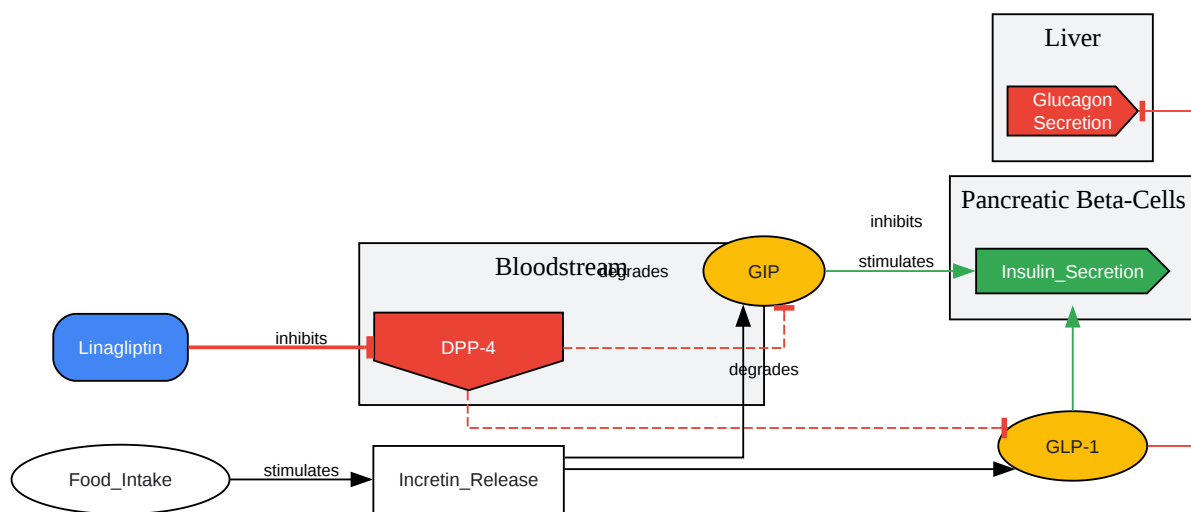 Liver
Glucagon
Secretion
Pancreatic Beta-Cells
inhibits
stimulates
Insulin_Secretion
Bloodstream
degrades
GIP
Linagliptin
inhibits
DPP-4
degrades
Food_Intake
stimulates
Incretin_Release
GLP-1